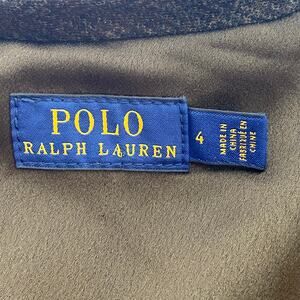 POLO
RALPH LAUREN
4
MADE IN
CHINA
FABRIQUÉ EN
CHINE